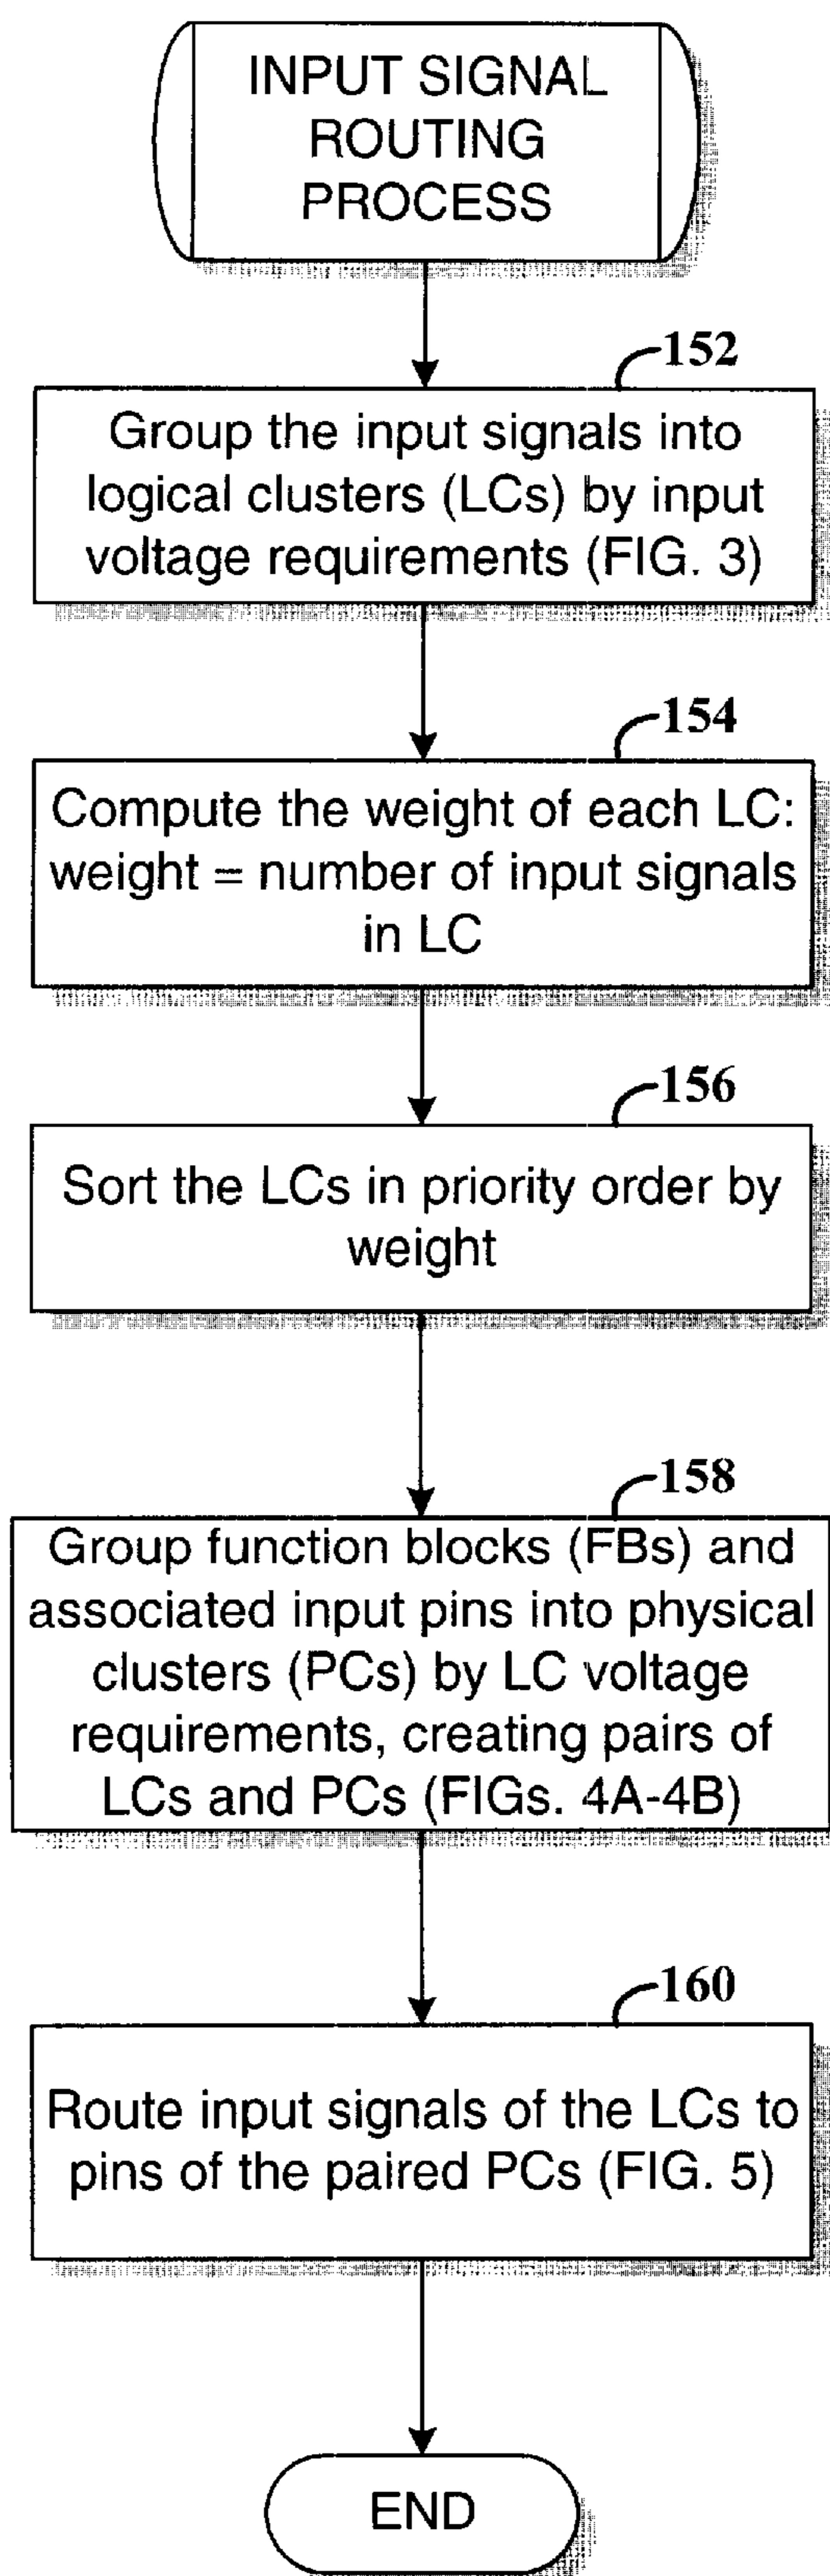 INPUT SIGNAL
ROUTING
PROCESS
152
Group the input signals into
logical clusters (LCs) by input
voltage requirements (FIG. 3)
154
Compute the weight of each LC:
weight = number of input signals
in LC
156
Sort the LCs in priority order by
weight
158
Group function blocks (FBs) and
associated input pins into physical
clusters (PCs) by LC voltage
requirements, creating pairs of
LCs and PCs (FIGs. 4A-4B)
160
Route input signals of the LCs to
pins of the paired PCs (FIG. 5)
END